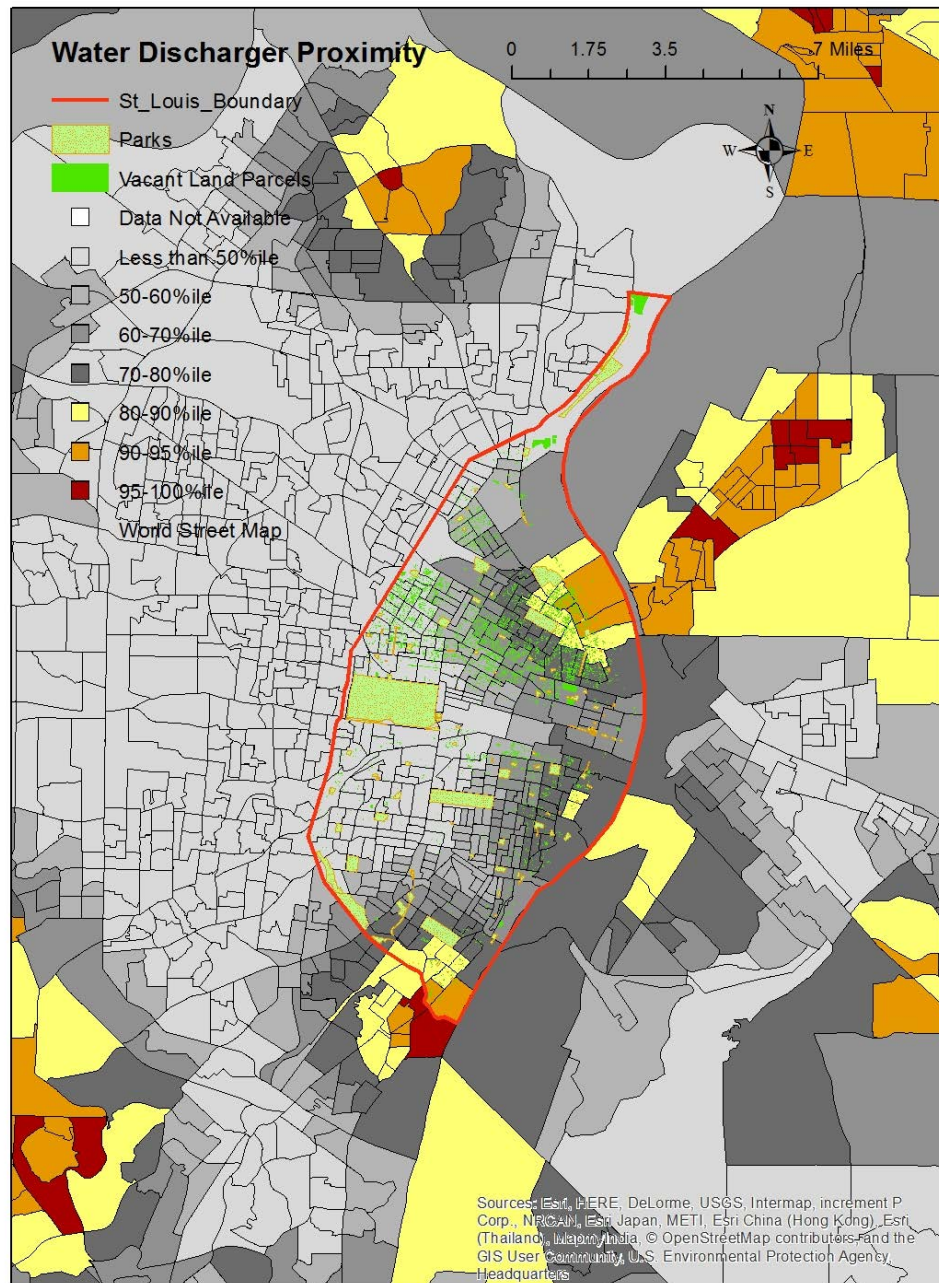 Water Discharger Proximity
0 1.75 3.5 7 Miles
St_Louis_Boundary
Parks
Vacant Land Parcels
Data Not Available
Less than 50%ile
50-60%ile
60-70%ile
70-80%ile
80-90%ile
90-95%ile
95-100%ile
World Street Map
N
W E
S
Sources: Esri, HERE, DeLorme, USGS, Intermap, increment P
Corp., NRCAN, Esri Japan, METI, Esri China (Hong Kong), Esri
(Thailand), MapmyIndia, © OpenStreetMap contributors, and the
GIS User Community, U.S. Environmental Protection Agency,
Headquarters